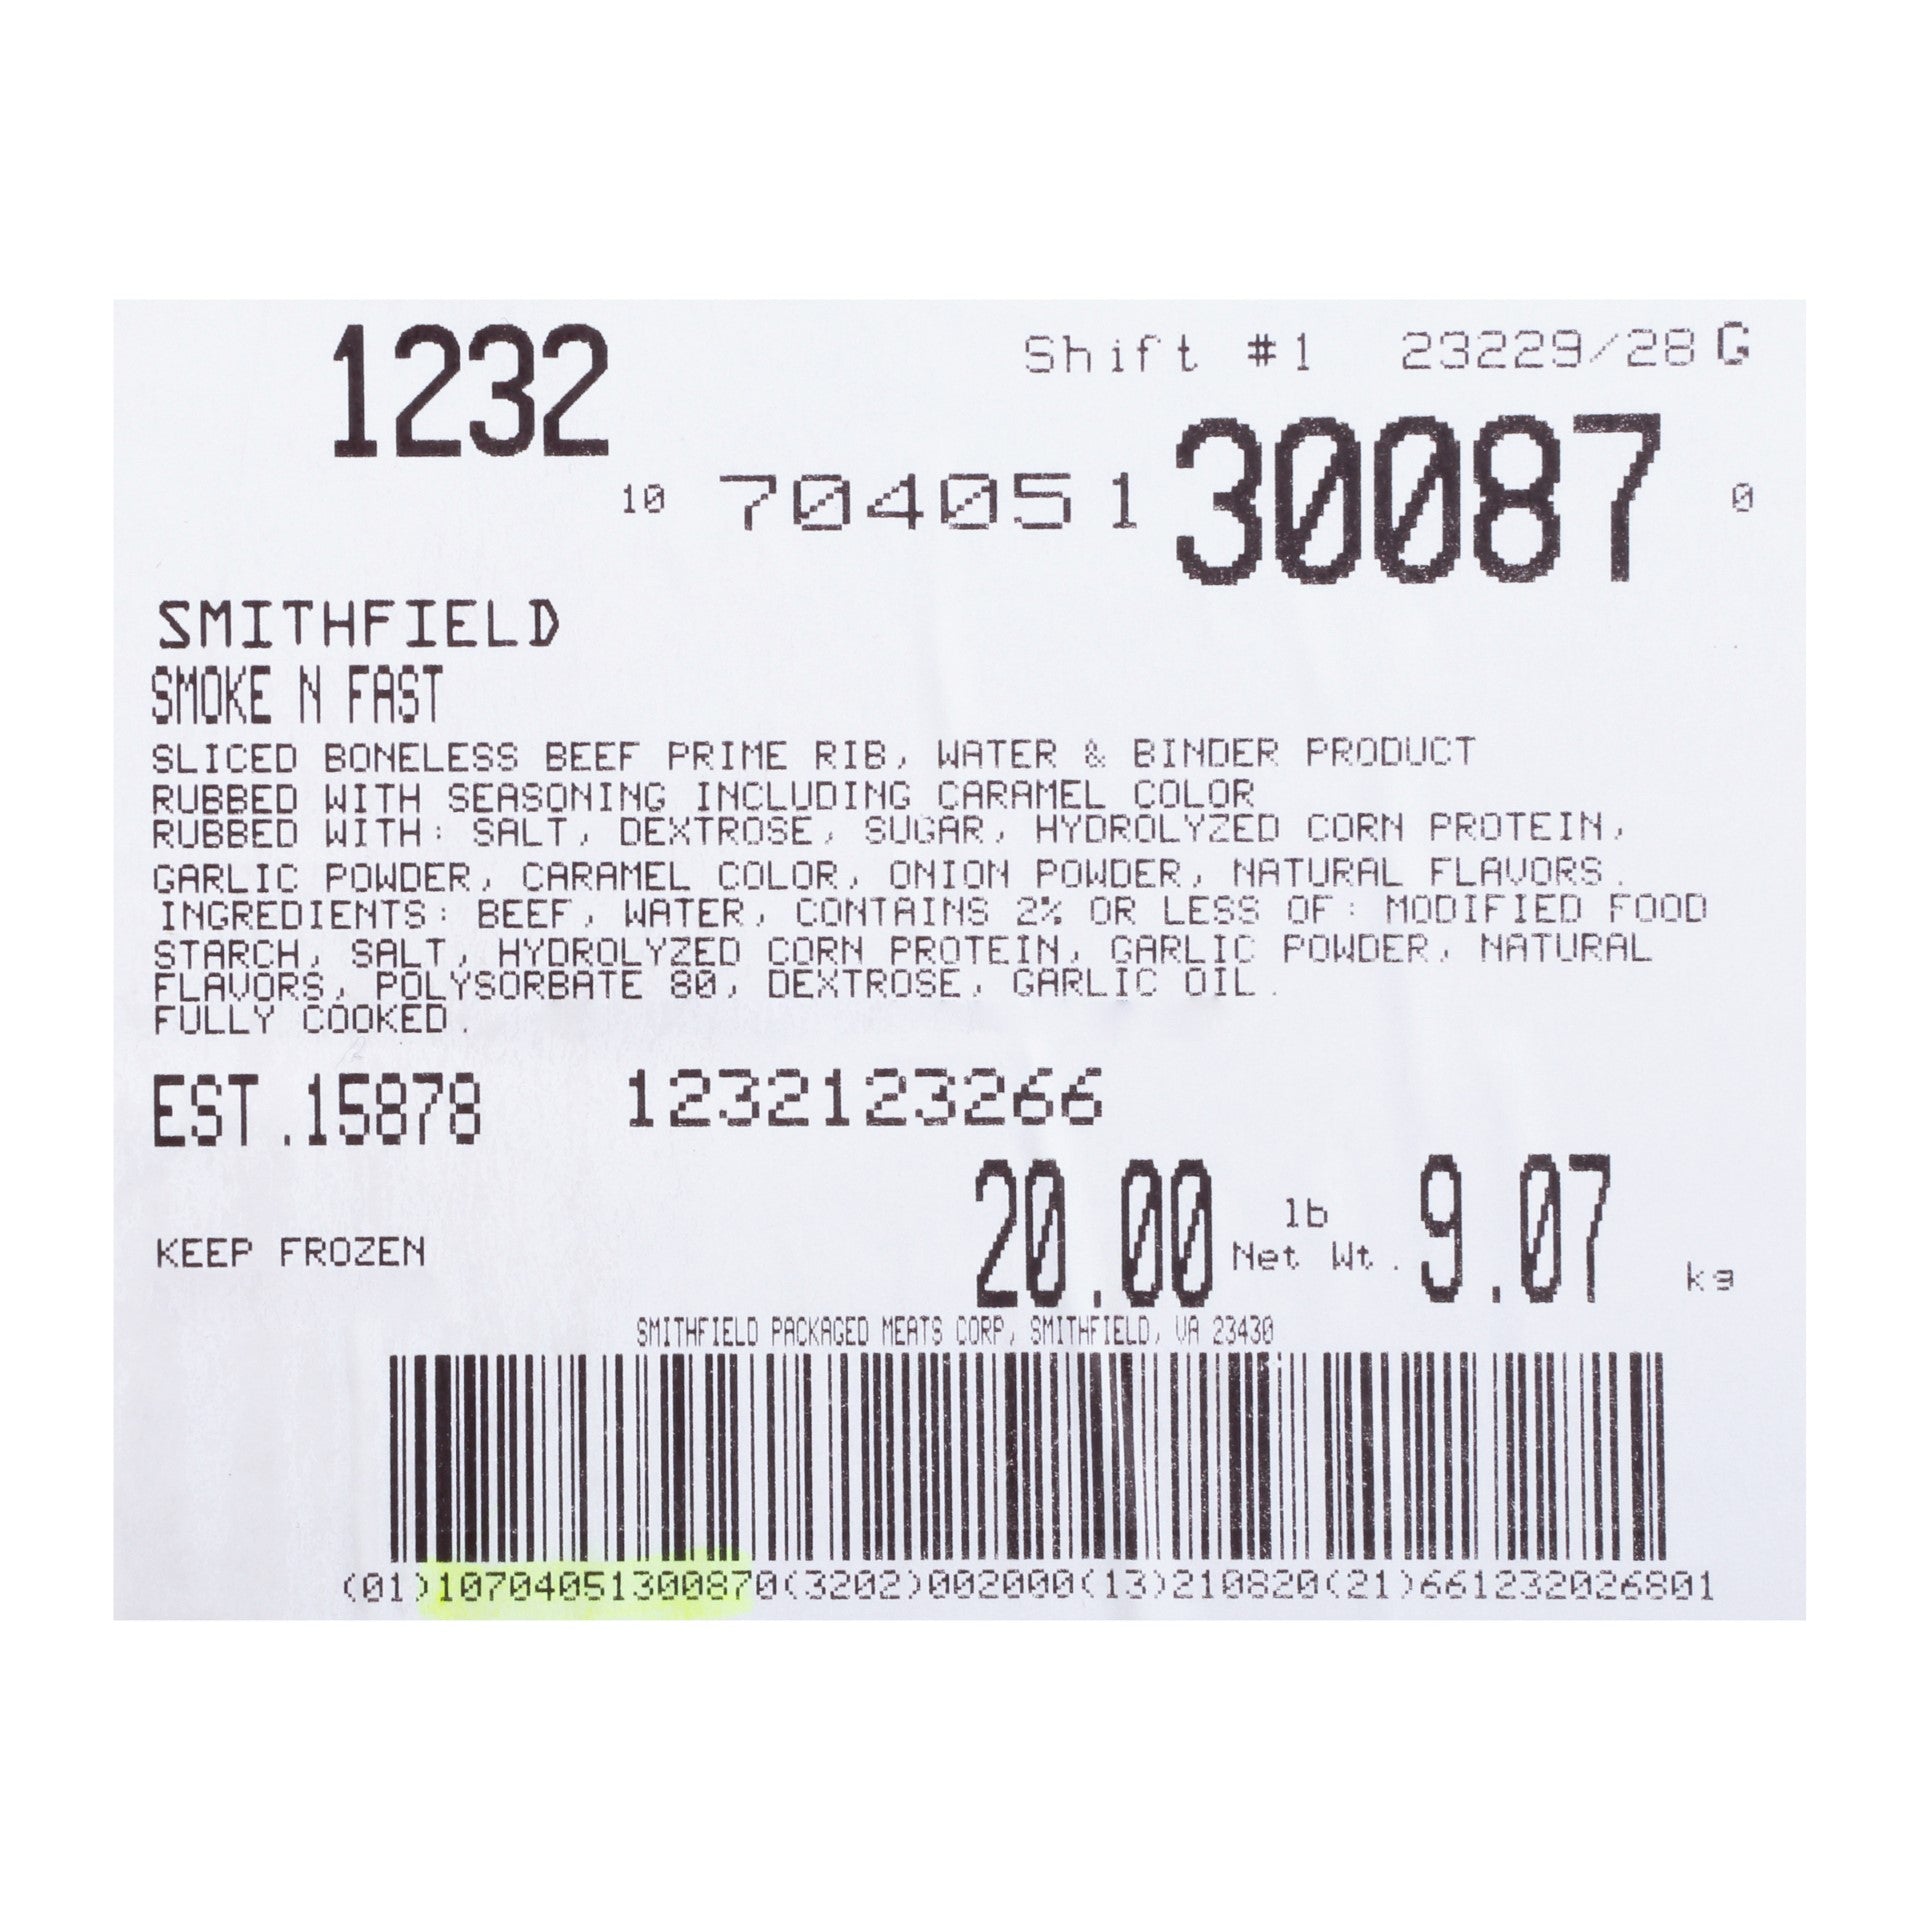 1232
Shift #1 23229/28 G
10 704051 30087 0
SMITHFIELD
SMOKE N FAST
SLICED BONELESS BEEF PRIME RIB, WATER & BINDER PRODUCT
RUBBED WITH SEASONING INCLUDING CARAMEL COLOR
RUBBED WITH: SALT, DEXTROSE, SUGAR, HYDROLYZED CORN PROTEIN,
GARLIC POWDER, CARAMEL COLOR, ONION POWDER, NATURAL FLAVORS.
INGREDIENTS: BEEF, WATER, CONTAINS 2% OR LESS OF: MODIFIED FOOD
STARCH, SALT, HYDROLYZED CORN PROTEIN, GARLIC POWDER, NATURAL
FLAVORS, POLYSORBATE 80, DEXTROSE, GARLIC OIL.
FULLY COOKED.
EST.15878 1232123266
KEEP FROZEN
20.00 lb Net Wt. 9.07 kg
SMITHFIELD PACKAGED MEATS CORP, SMITHFIELD, VA 23430
(01)10704051300870(3202)002000(13)210820(21)661232026801